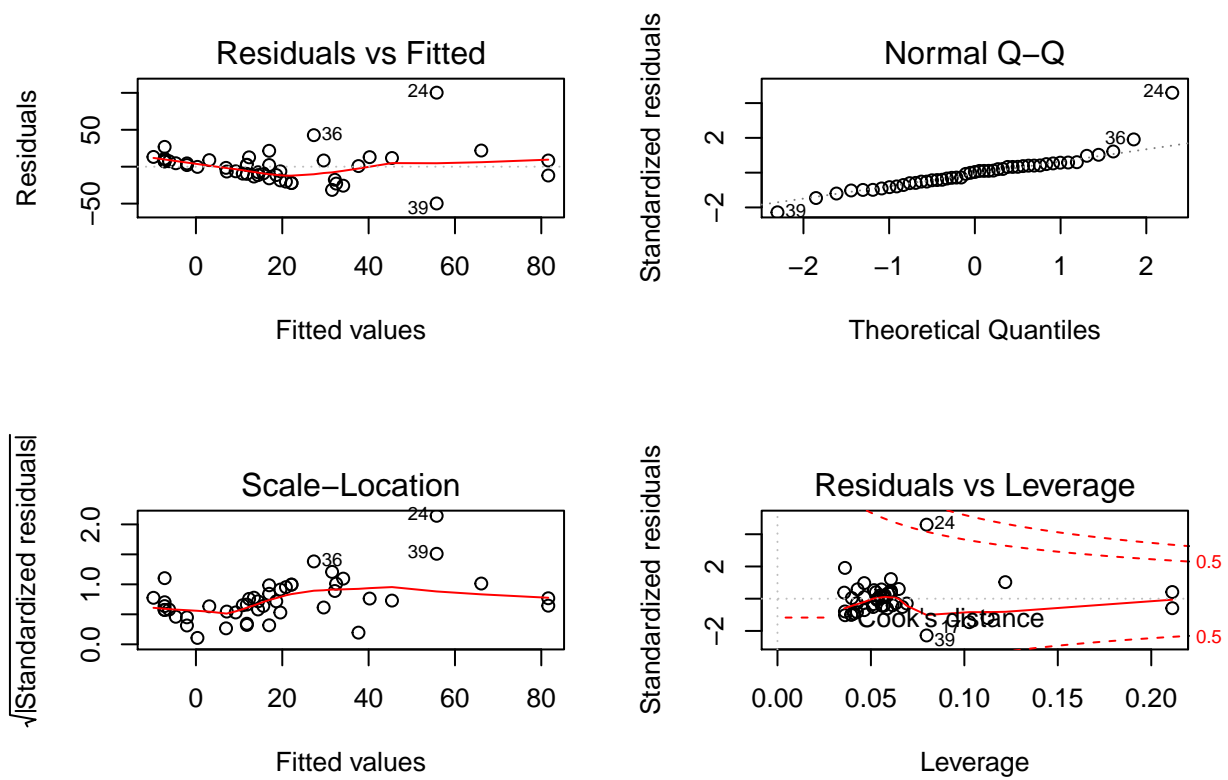 Residuals vs Fitted
Residuals
50
−50
24
36
39
0 20 40 60 80
Fitted values
Normal Q−Q
Standardized residuals
2
−2
24
36
39
−2 −1 0 1 2
Theoretical Quantiles
Scale−Location
√|Standardized residuals|
2.0
1.0
0.0
24
39
36
0 20 40 60 80
Fitted values
Residuals vs Leverage
Standardized residuals
2
−2
24
0.5
Cook's distance
17
39
0.5
0.00 0.05 0.10 0.15 0.20
Leverage